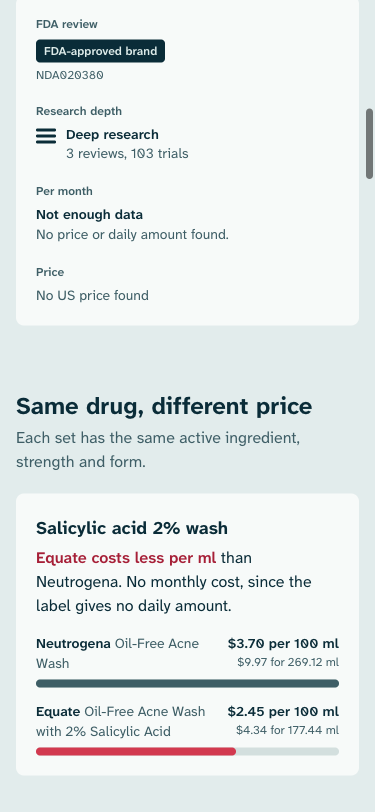 FDA review
FDA-approved brand
NDA020380
Research depth
Deep research
3 reviews, 103 trials
Per month
Not enough data
No price or daily amount found.
Price
No US price found
Same drug, different price
Each set has the same active ingredient,
strength and form.
Salicylic acid 2% wash
Equate costs less per ml than
Neutrogena. No monthly cost, since the
label gives no daily amount.
Neutrogena Oil-Free Acne
Wash
$3.70 per 100 ml
$9.97 for 269.12 ml
Equate Oil-Free Acne Wash
with 2% Salicylic Acid
$2.45 per 100 ml
$4.34 for 177.44 ml